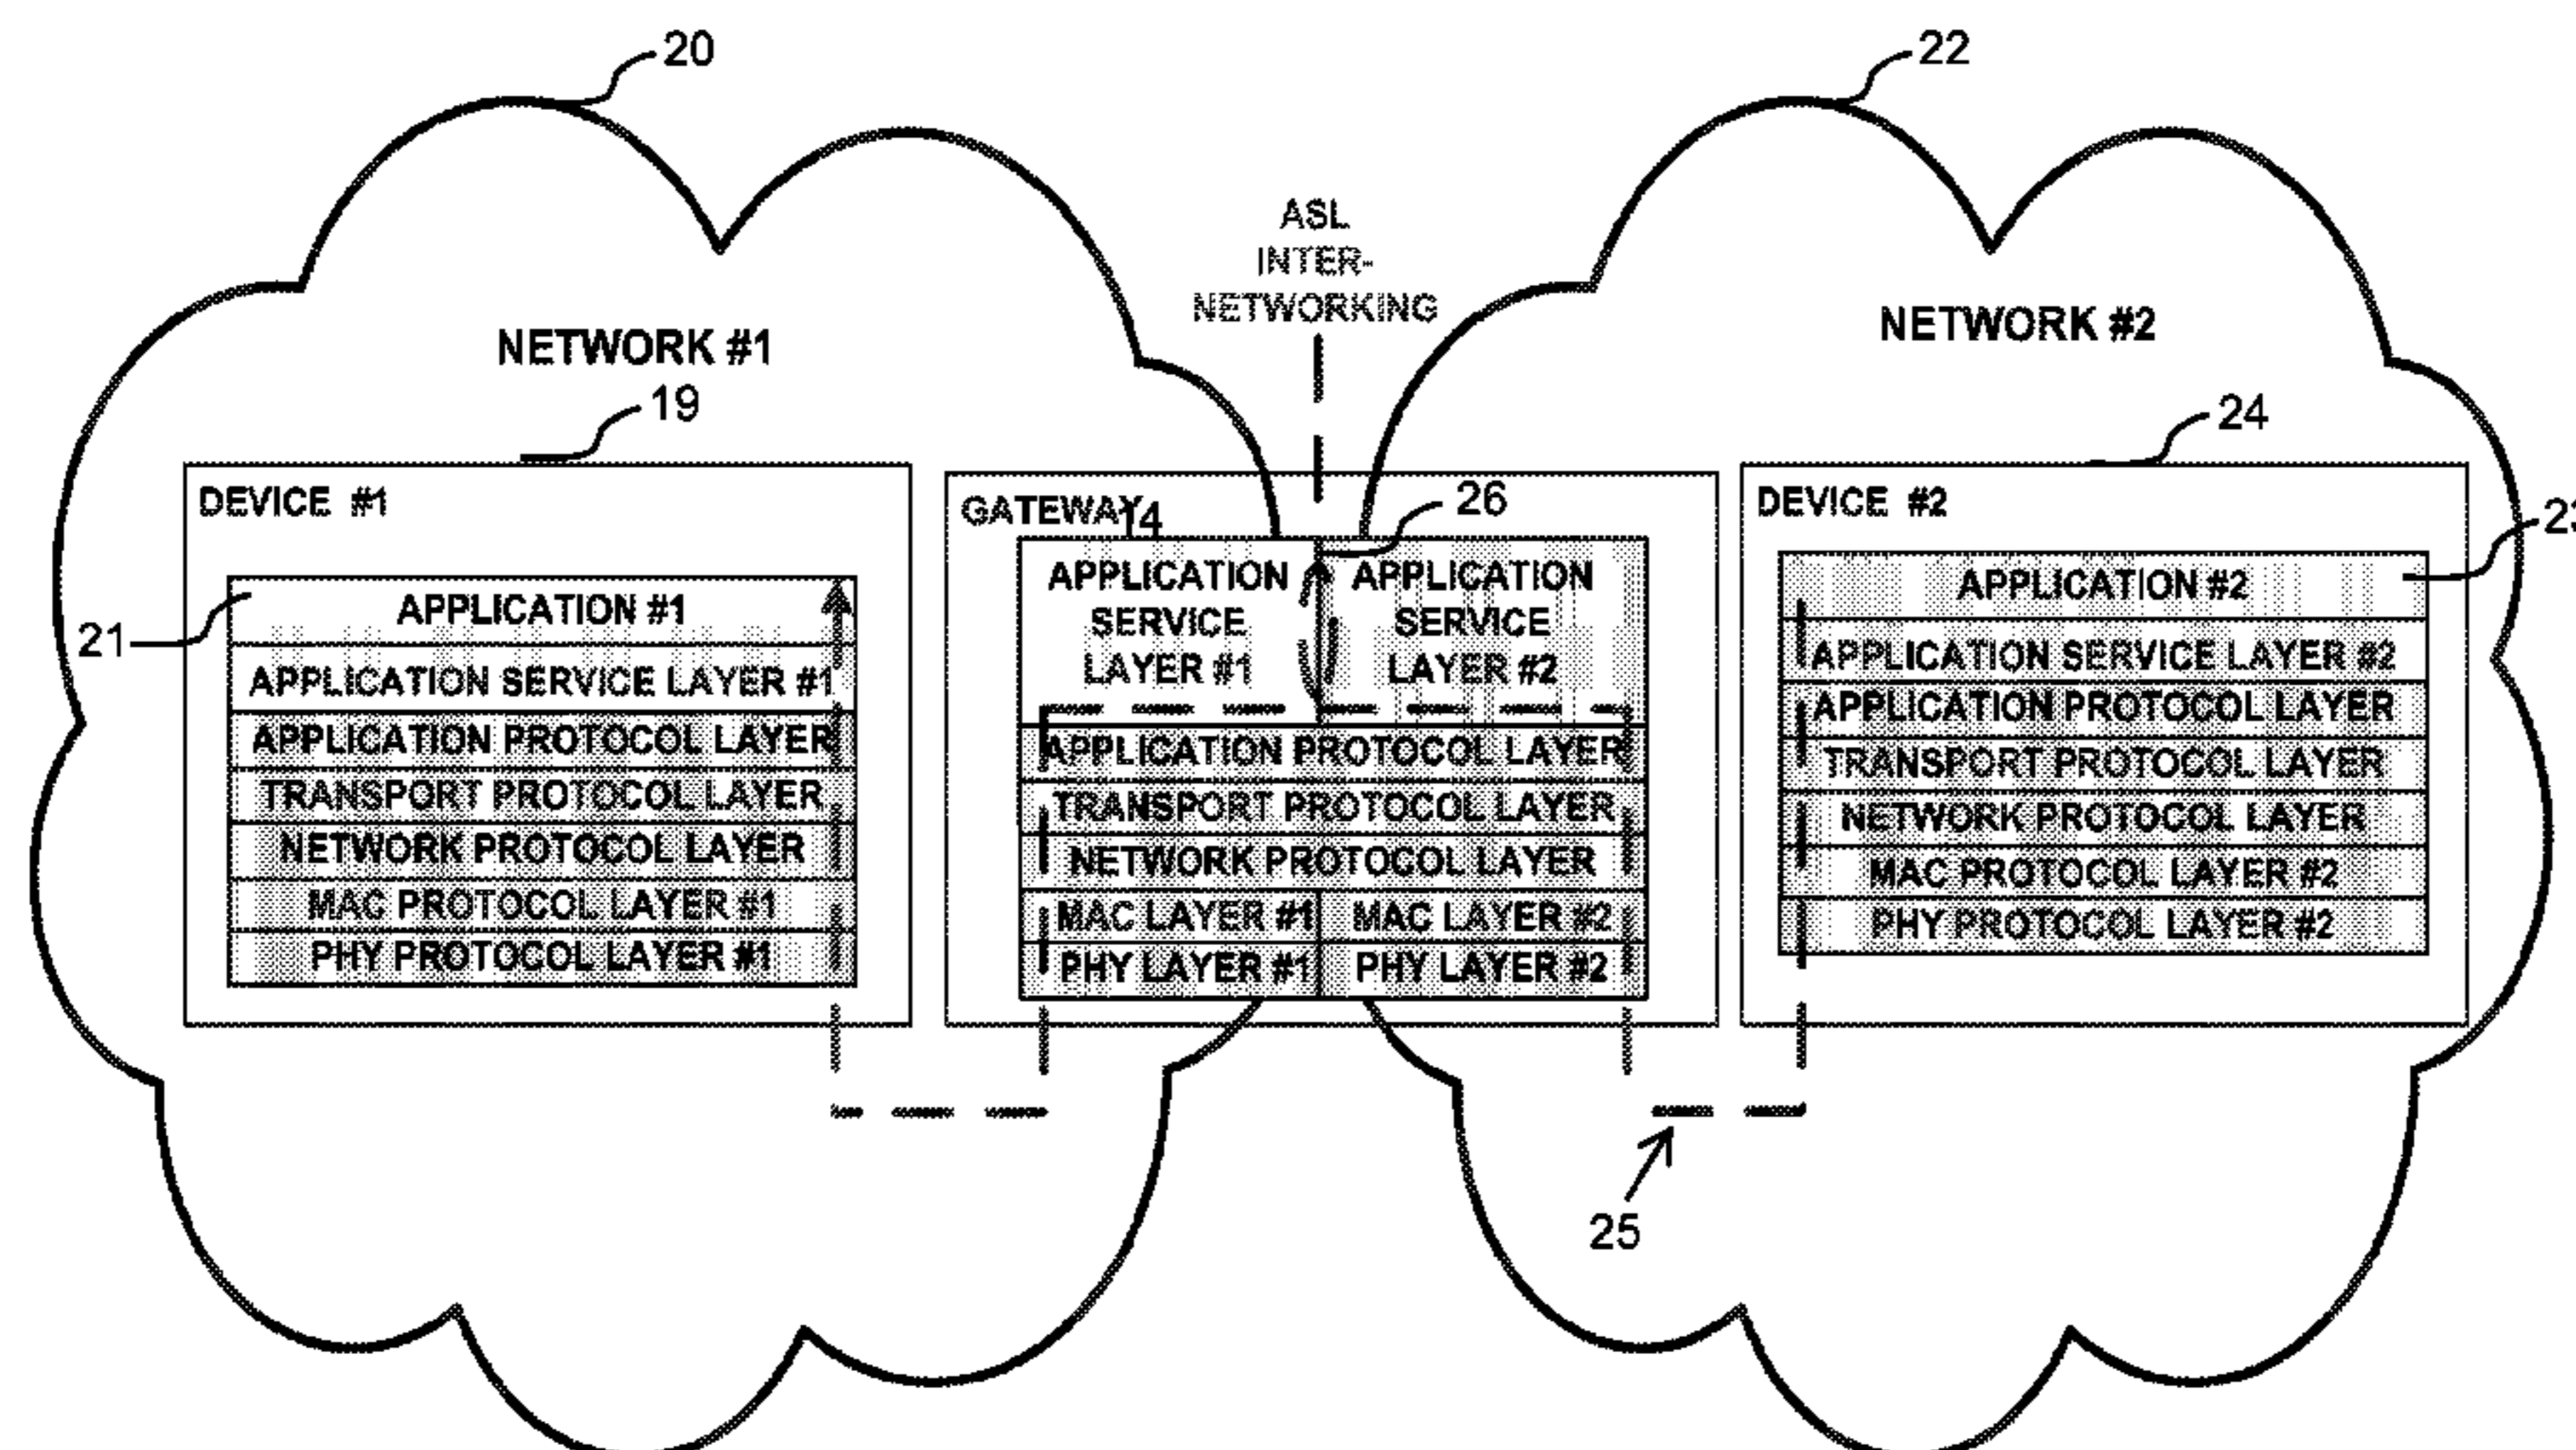 20
22
ASL
INTER-
NETWORKING
NETWORK #1
NETWORK #2
19
24
DEVICE #1
GATEWAY
14
26
DEVICE #2
23
21
APPLICATION #1
APPLICATION SERVICE LAYER #1
APPLICATION PROTOCOL LAYER
TRANSPORT PROTOCOL LAYER
NETWORK PROTOCOL LAYER
MAC PROTOCOL LAYER #1
PHY PROTOCOL LAYER #1
APPLICATION
SERVICE
LAYER #1
APPLICATION
SERVICE
LAYER #2
APPLICATION PROTOCOL LAYER
TRANSPORT PROTOCOL LAYER
NETWORK PROTOCOL LAYER
MAC LAYER #1
MAC LAYER #2
PHY LAYER #1
PHY LAYER #2
APPLICATION #2
APPLICATION SERVICE LAYER #2
APPLICATION PROTOCOL LAYER
TRANSPORT PROTOCOL LAYER
NETWORK PROTOCOL LAYER
MAC PROTOCOL LAYER #2
PHY PROTOCOL LAYER #2
25